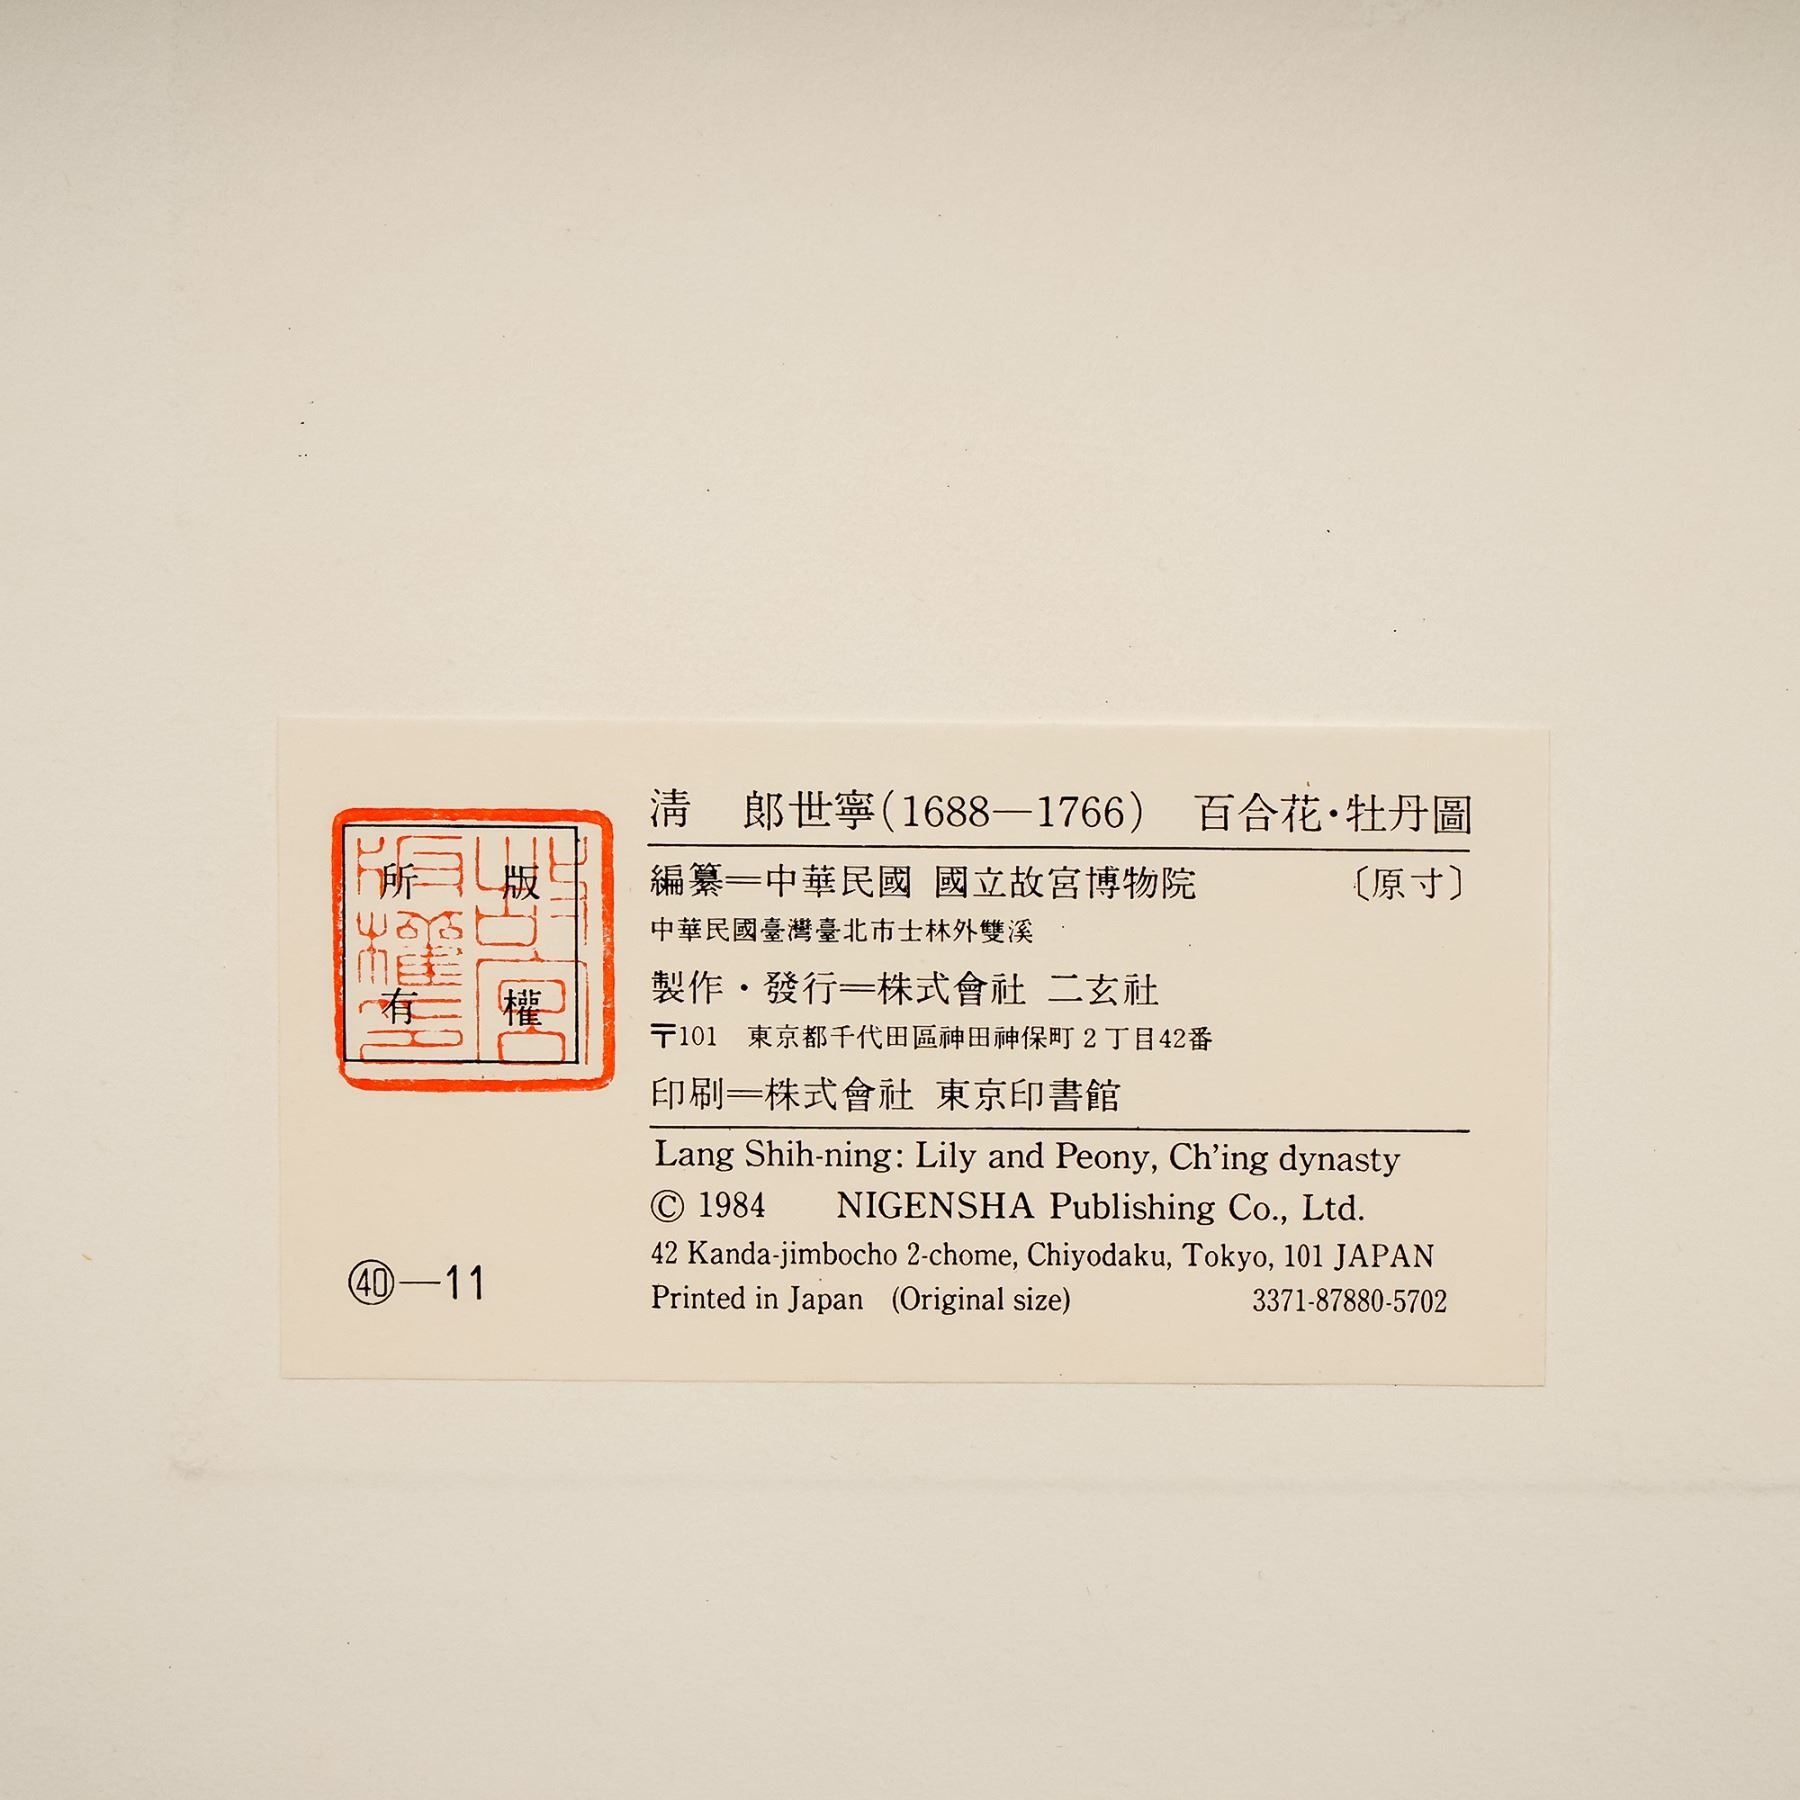 清　郎世寧(1688—1766)　百合花・牡丹圖
編纂＝中華民國 國立故宮博物院　〔原寸〕
中華民國臺灣臺北市士林外雙溪
製作・發行＝株式會社 二玄社
〒101　東京都千代田區神田神保町2丁目42番
印刷＝株式會社 東京印書館
Lang Shih-ning: Lily and Peony, Ch'ing dynasty
© 1984　NIGENSHA Publishing Co., Ltd.
42 Kanda-jimbocho 2-chome, Chiyodaku, Tokyo, 101 JAPAN
Printed in Japan (Original size)　3371-87880-5702
版權
所有
㊵—11